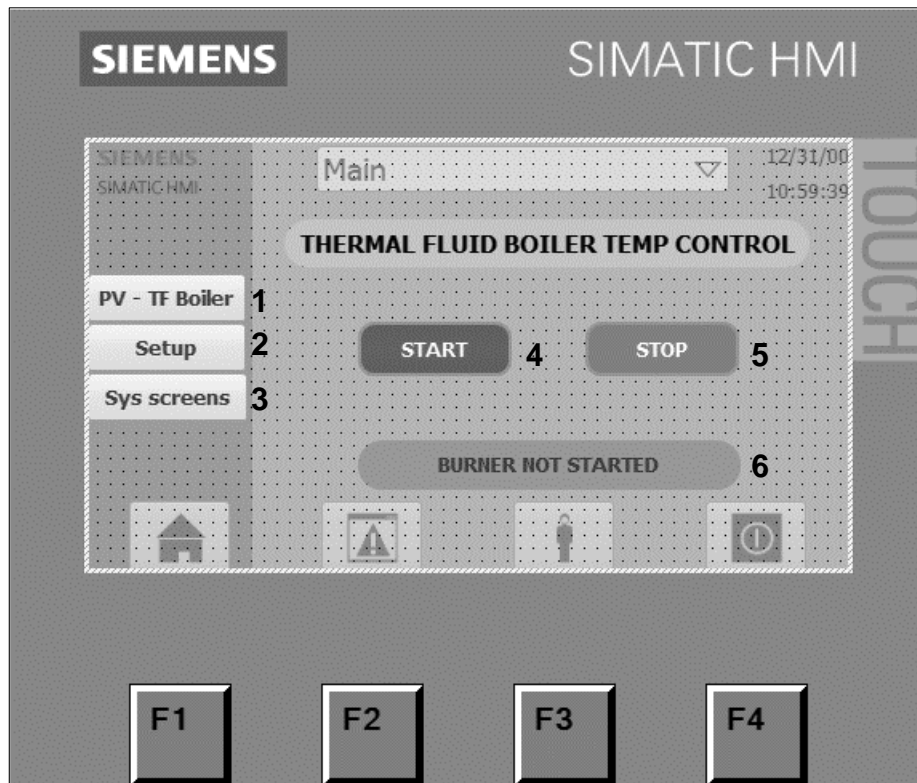 SIEMENS
SIMATIC HMI
SIEMENS
SIMATIC HMI
Main
12/31/00
10:59:39
TOUCH
THERMAL FLUID BOILER TEMP CONTROL
PV - TF Boiler 1
Setup 2
Sys screens 3
START 4
STOP 5
BURNER NOT STARTED 6
F1
F2
F3
F4